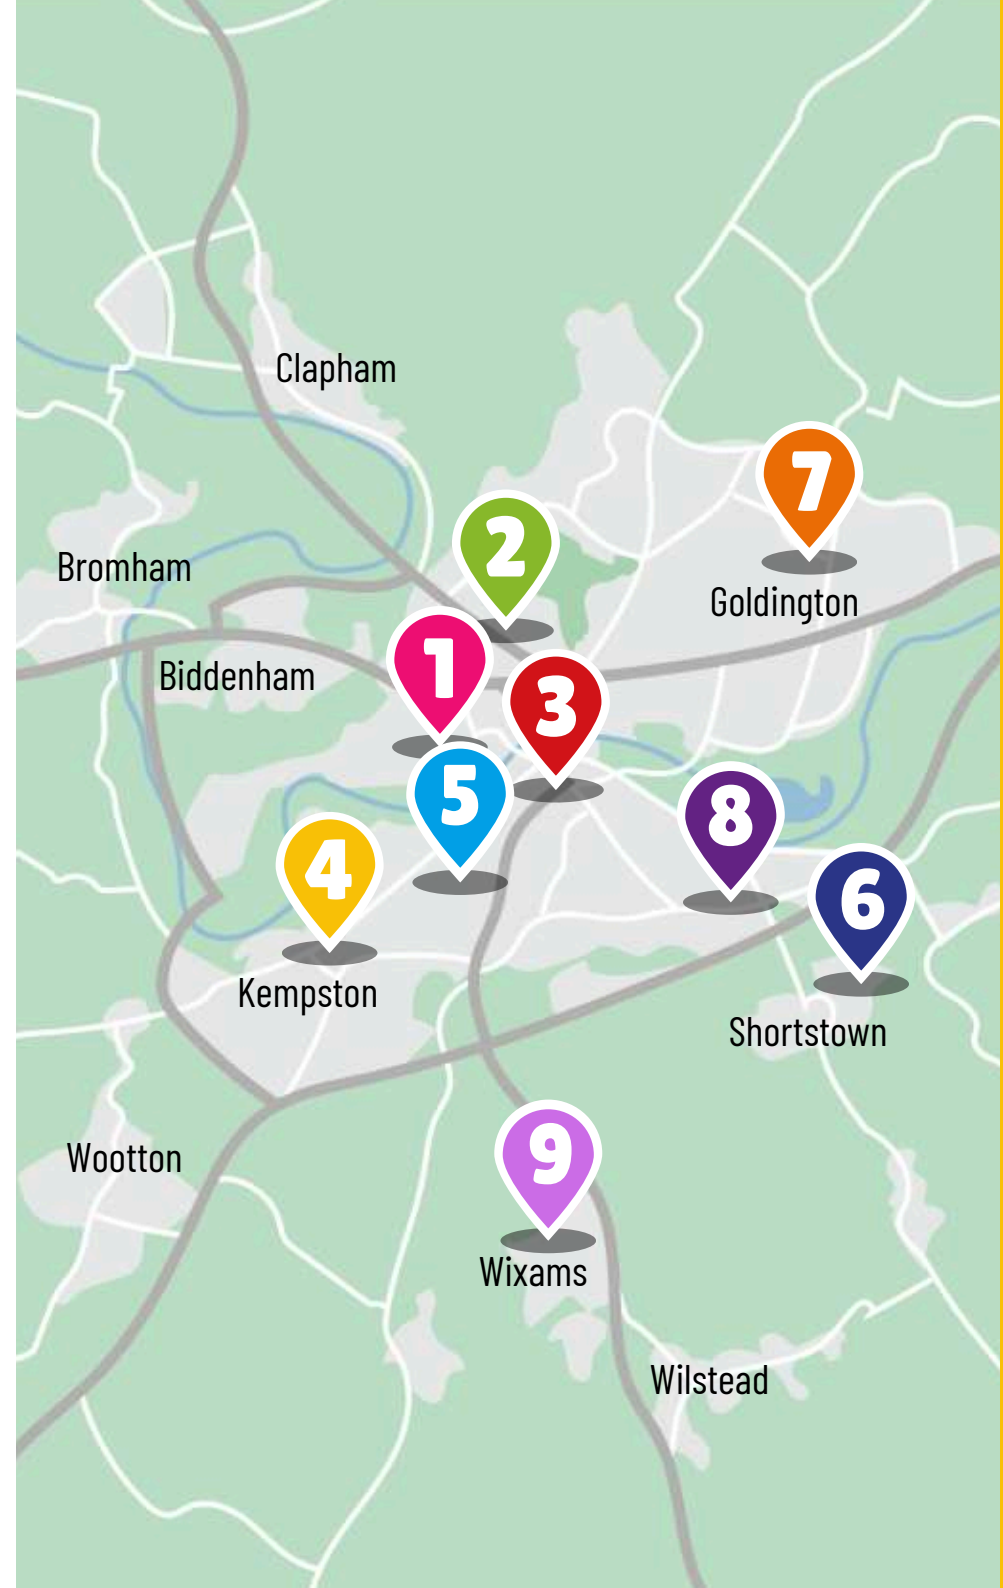 Clapham
7
2
Bromham
Goldington
1
Biddenham
3
5
8
4
6
Kempston
Shortstown
9
Wootton
Wixams
Wilstead